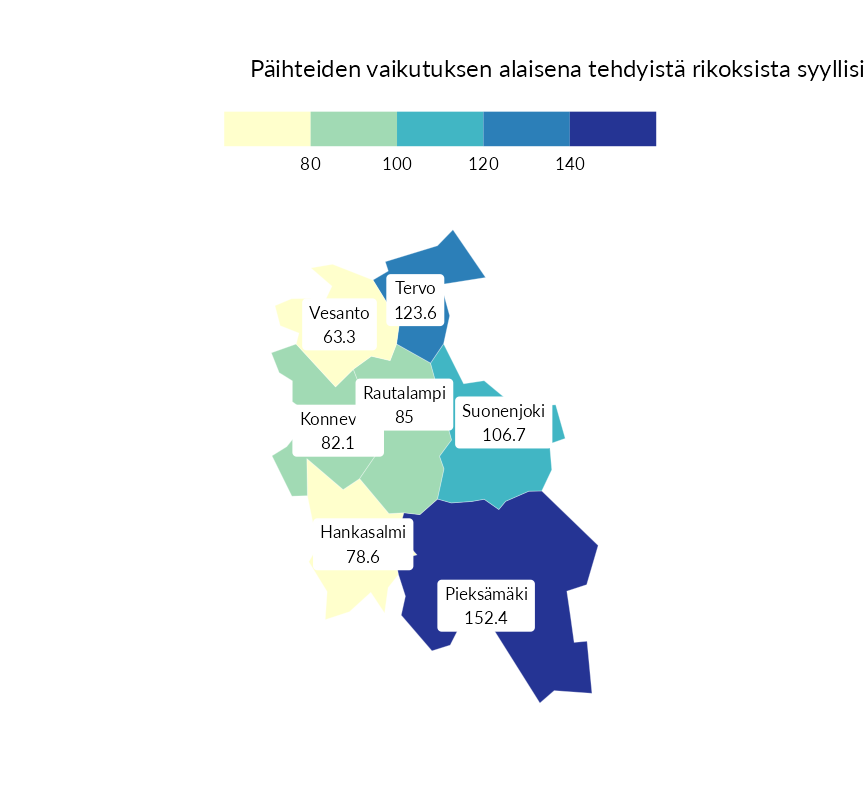 Päihteiden vaikutuksen alaisena tehdyistä rikoksista syyllisi
80 100 120 140
Tervo
123.6
Vesanto
63.3
Rautalampi
85
Suonenjoki
106.7
Konnev
82.1
Hankasalmi
78.6
Pieksämäki
152.4